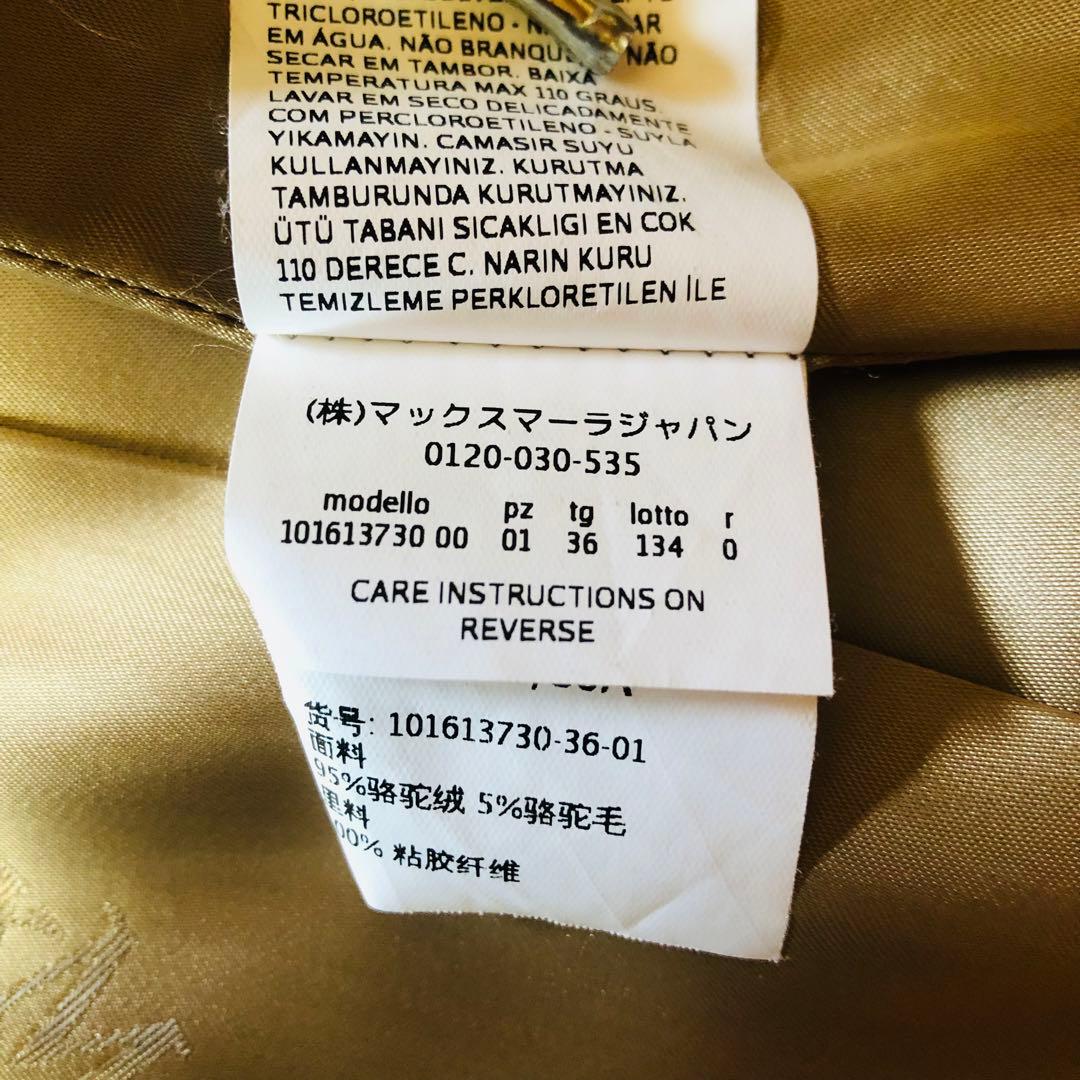 TRICLOROETILENO -
EM ÁGUA. NÃO NÃO
SECAR EM TAMBOR. BAIXA
TEMPERATURA MAX 110 GRAUS.
LAVAR EM SECO DELICADAMENTE
COM PERCLOROETILENO - SUYLA
YIKAMAYIN. CAMASIR SUYU
KULLANMAYINIZ. KURUTMA
TAMBURUNDA KURUTMAYINIZ.
ÜTÜ TABANI SICAKLIGI EN COK
110 DERECE C. NARIN KURU
TEMIZLEME PERKLORETILEN İLE
(株)マックスマーラジャパン
0120-030-535
modello pz tg lotto r
101613730 00 01 36 134 0
CARE INSTRUCTIONS ON
REVERSE
货号: 101613730-36-01
面料
95%骆驼绒 5%骆驼毛
里料
粘胶纤维